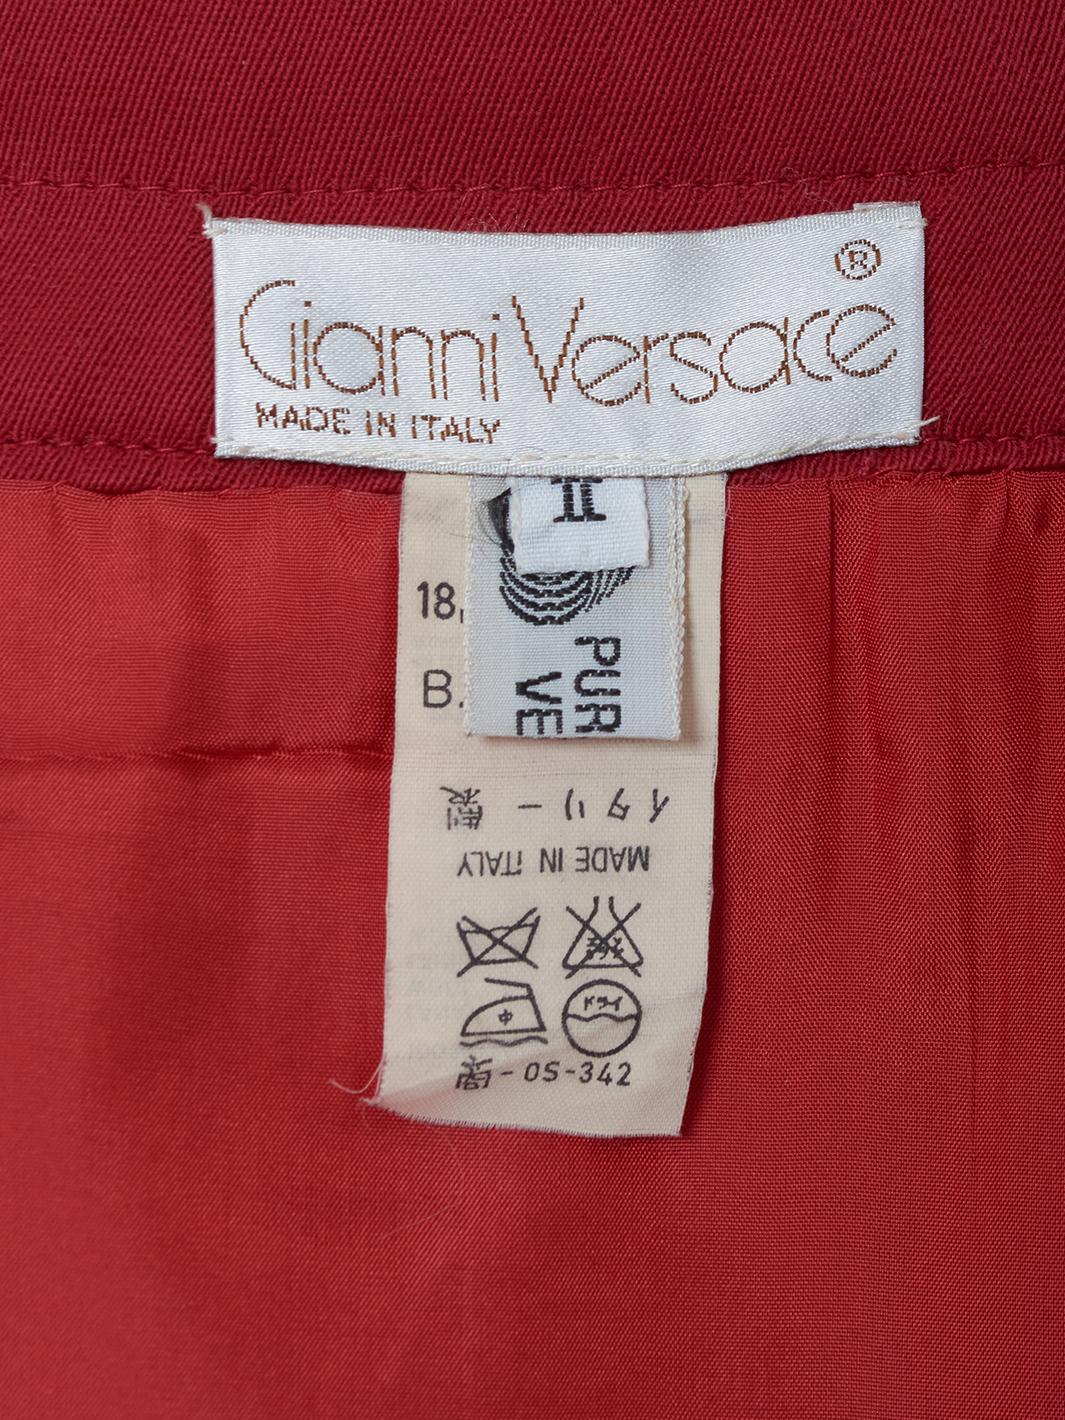 ®
Gianni Versace
MADE IN ITALY
II
18,
B.
PUR
VE
イタリー製
MADE IN ITALY
中
ドライ
-OS-342